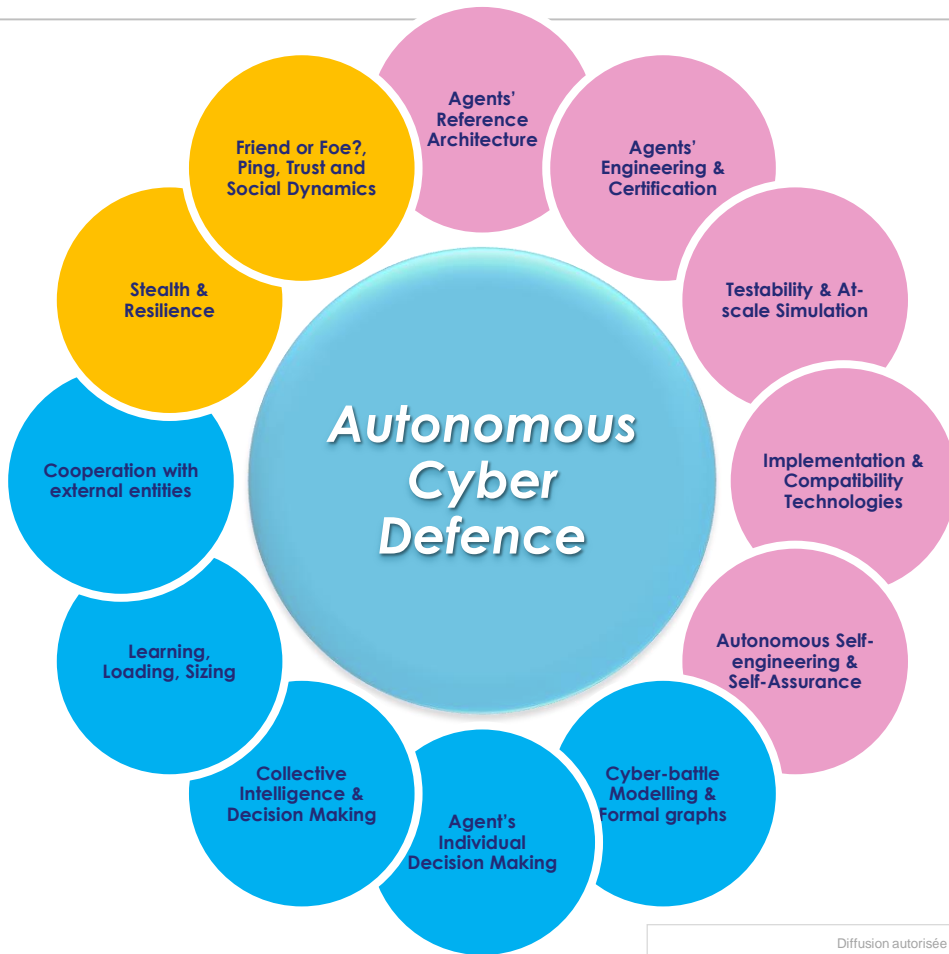 Agents'
Reference
Architecture
Agents'
Engineering &
Certification
Testability & At-
scale Simulation
Implementation &
Compatibility
Technologies
Autonomous Self-
engineering &
Self-Assurance
Cyber-battle
Modelling &
Formal graphs
Agent's
Individual
Decision Making
Collective
Intelligence &
Decision Making
Learning,
Loading, Sizing
Cooperation with
external entities
Stealth &
Resilience
Friend or Foe?,
Ping, Trust and
Social Dynamics
Autonomous
Cyber
Defence
Diffusion autorisée